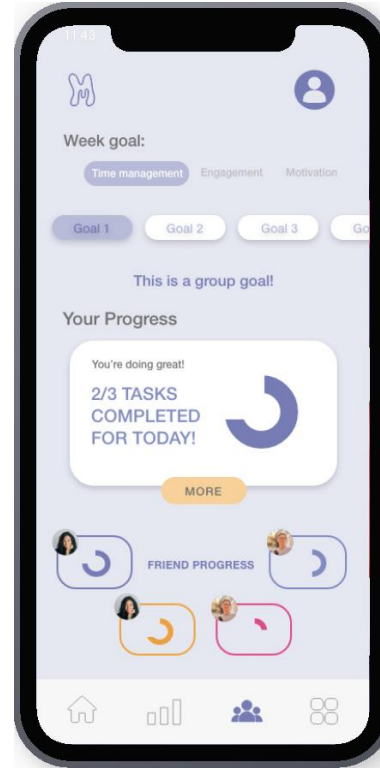 11:43
Week goal:
Time management Engagement Motivation
Goal 1 Goal 2 Goal 3 Go
This is a group goal!
Your Progress
You're doing great!
2/3 TASKS
COMPLETED
FOR TODAY!
MORE
FRIEND PROGRESS